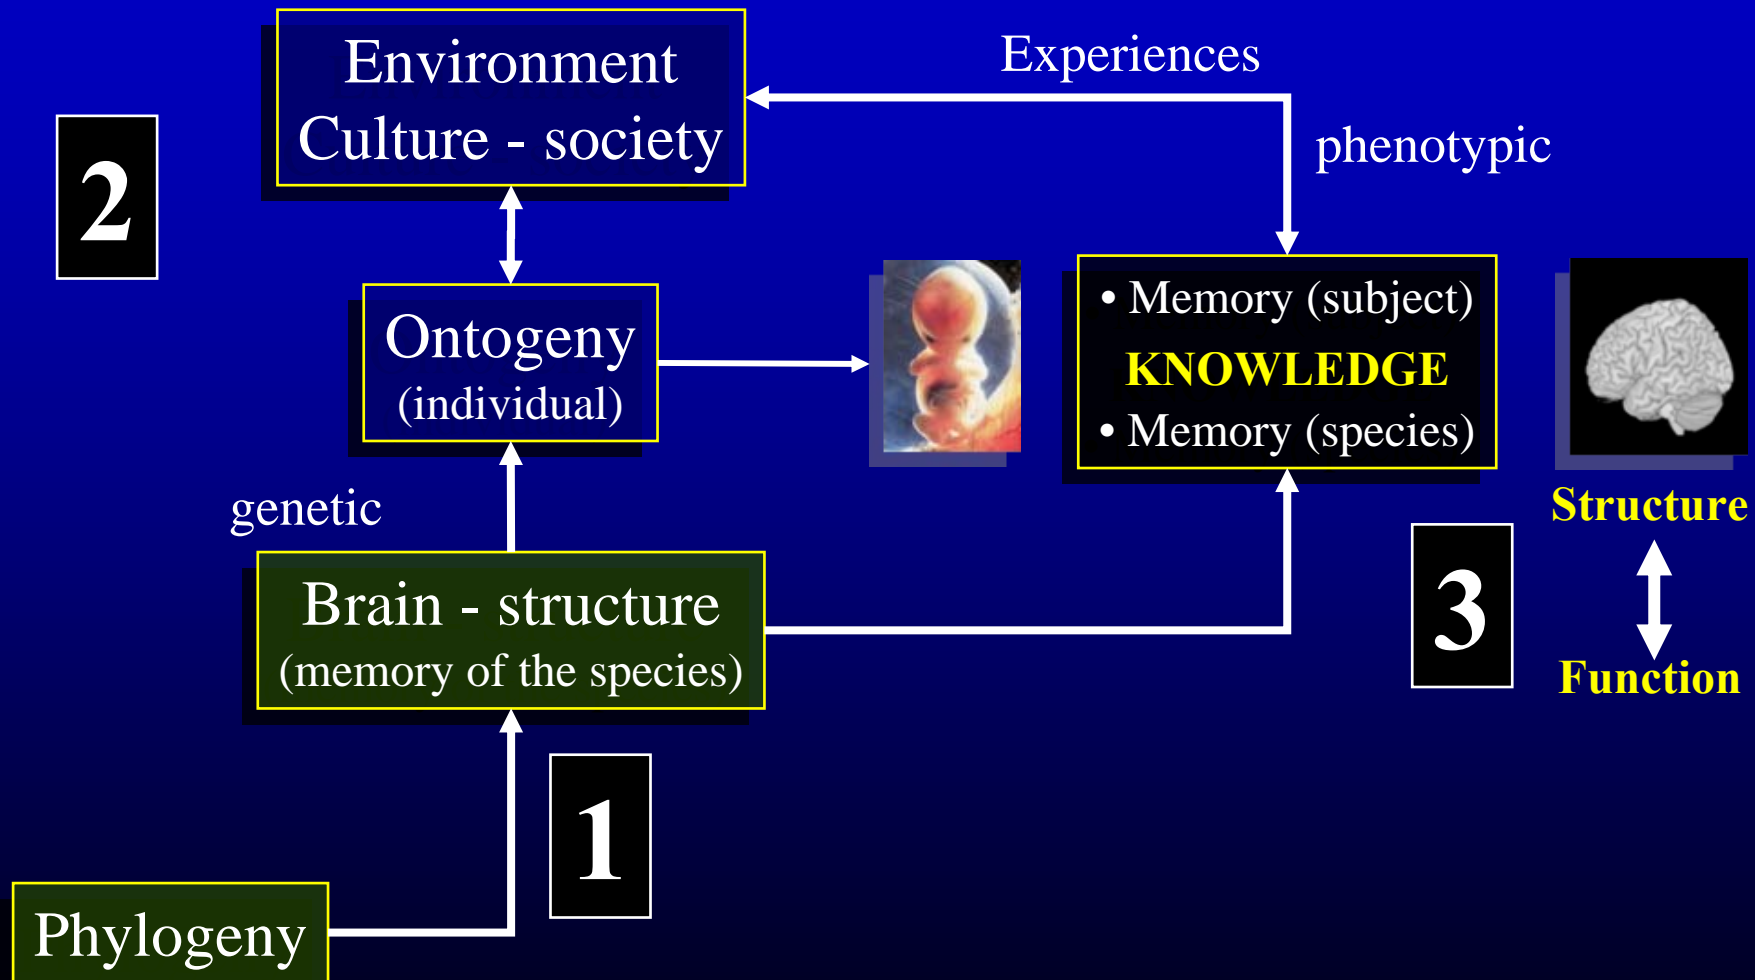 Environment
Culture - society
Experiences
phenotypic
2
Ontogeny
(individual)
• Memory (subject)
KNOWLEDGE
• Memory (species)
genetic
Structure
Brain - structure
(memory of the species)
3
Function
1
Phylogeny